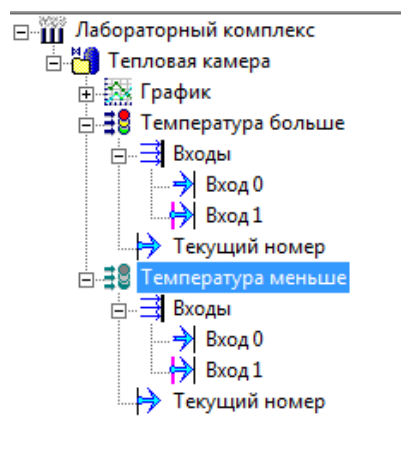 Лабораторный комплекс
Тепловая камера
График
Температура больше
Входы
Вход 0
Вход 1
Текущий номер
Температура меньше
Входы
Вход 0
Вход 1
Текущий номер